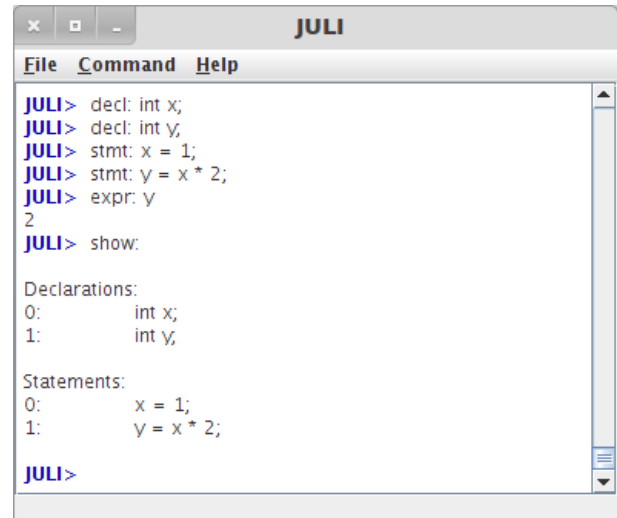 JULI
File Command Help
JULI> decl: int x;
JULI> decl: int y;
JULI> stmt: x = 1;
JULI> stmt: y = x * 2;
JULI> expr: y
2
JULI> show:
Declarations:
0: int x;
1: int y;
Statements:
0: x = 1;
1: y = x * 2;
JULI>